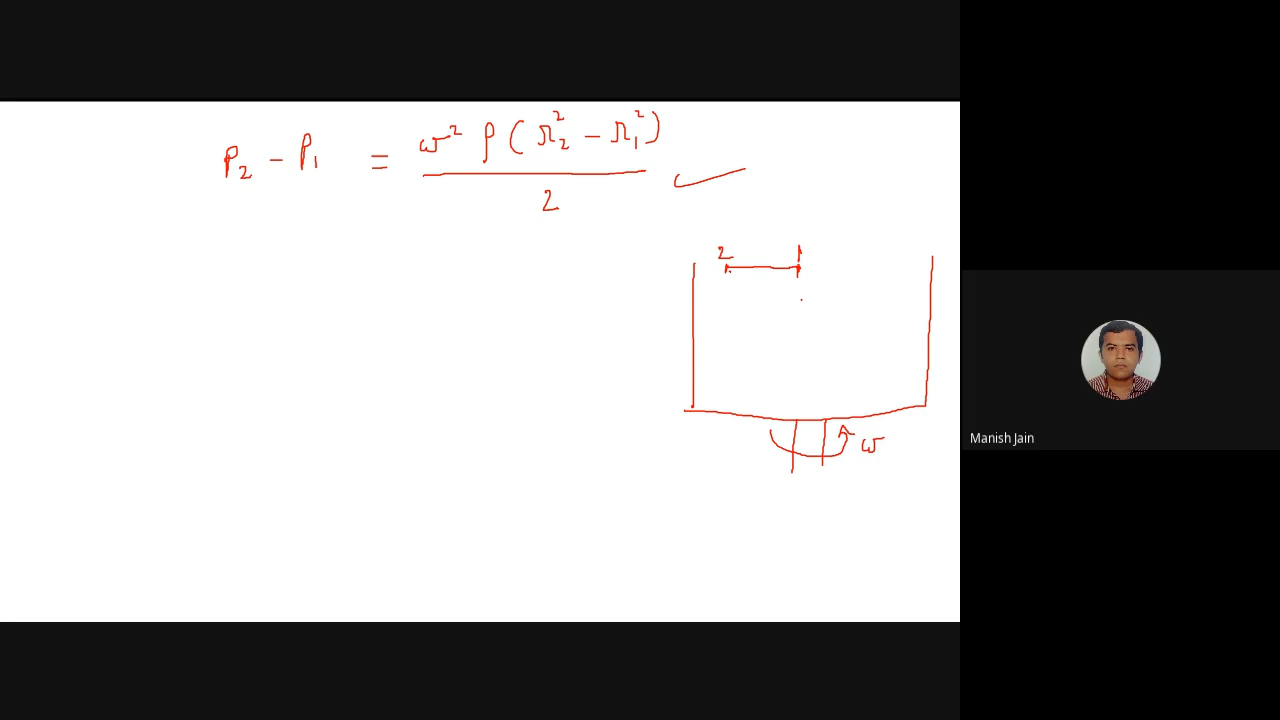 P₂ - P₁ = ω² ρ (r₂² - r₁²) / 2
2 1
ω
Manish Jain